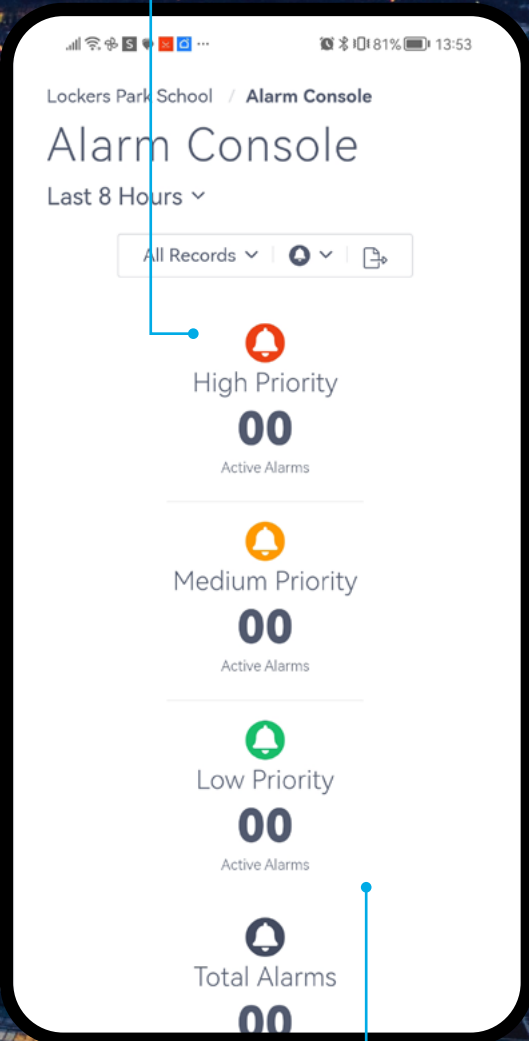 S 81% 13:53
Lockers Park School / Alarm Console
Alarm Console
Last 8 Hours
All Records
High Priority
00
Active Alarms
Medium Priority
00
Active Alarms
Low Priority
00
Active Alarms
Total Alarms
00